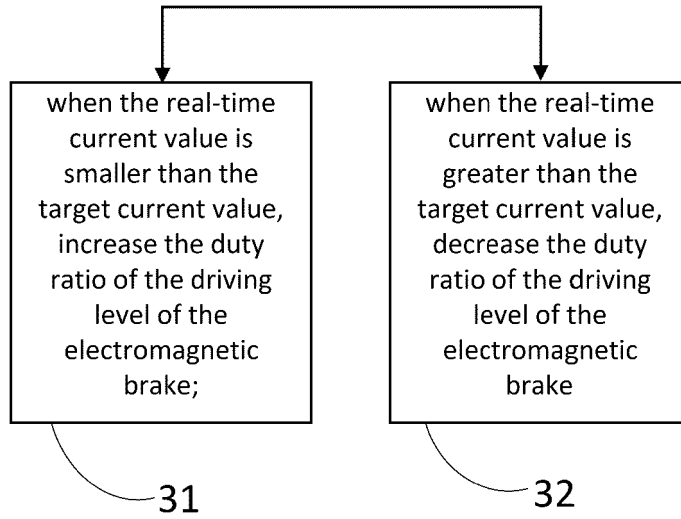 when the real-time
current value is
smaller than the
target current value,
increase the duty
ratio of the driving
level of the
electromagnetic
brake;
31
when the real-time
current value is
greater than the
target current value,
decrease the duty
ratio of the driving
level of the
electromagnetic
brake
32